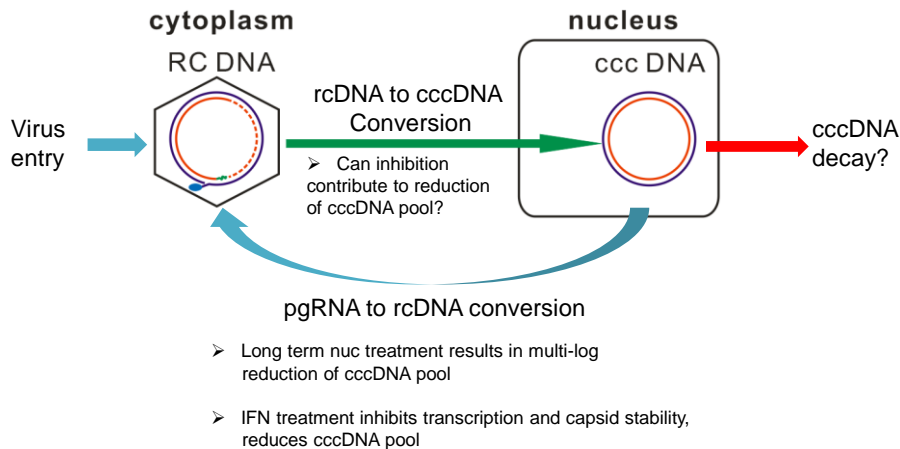 cytoplasm
nucleus
RC DNA
ccc DNA
Virus
entry
rcDNA to cccDNA
Conversion
➢ Can inhibition
contribute to reduction
of cccDNA pool?
cccDNA
decay?
pgRNA to rcDNA conversion
➢ Long term nuc treatment results in multi-log
reduction of cccDNA pool
➢ IFN treatment inhibits transcription and capsid stability,
reduces cccDNA pool